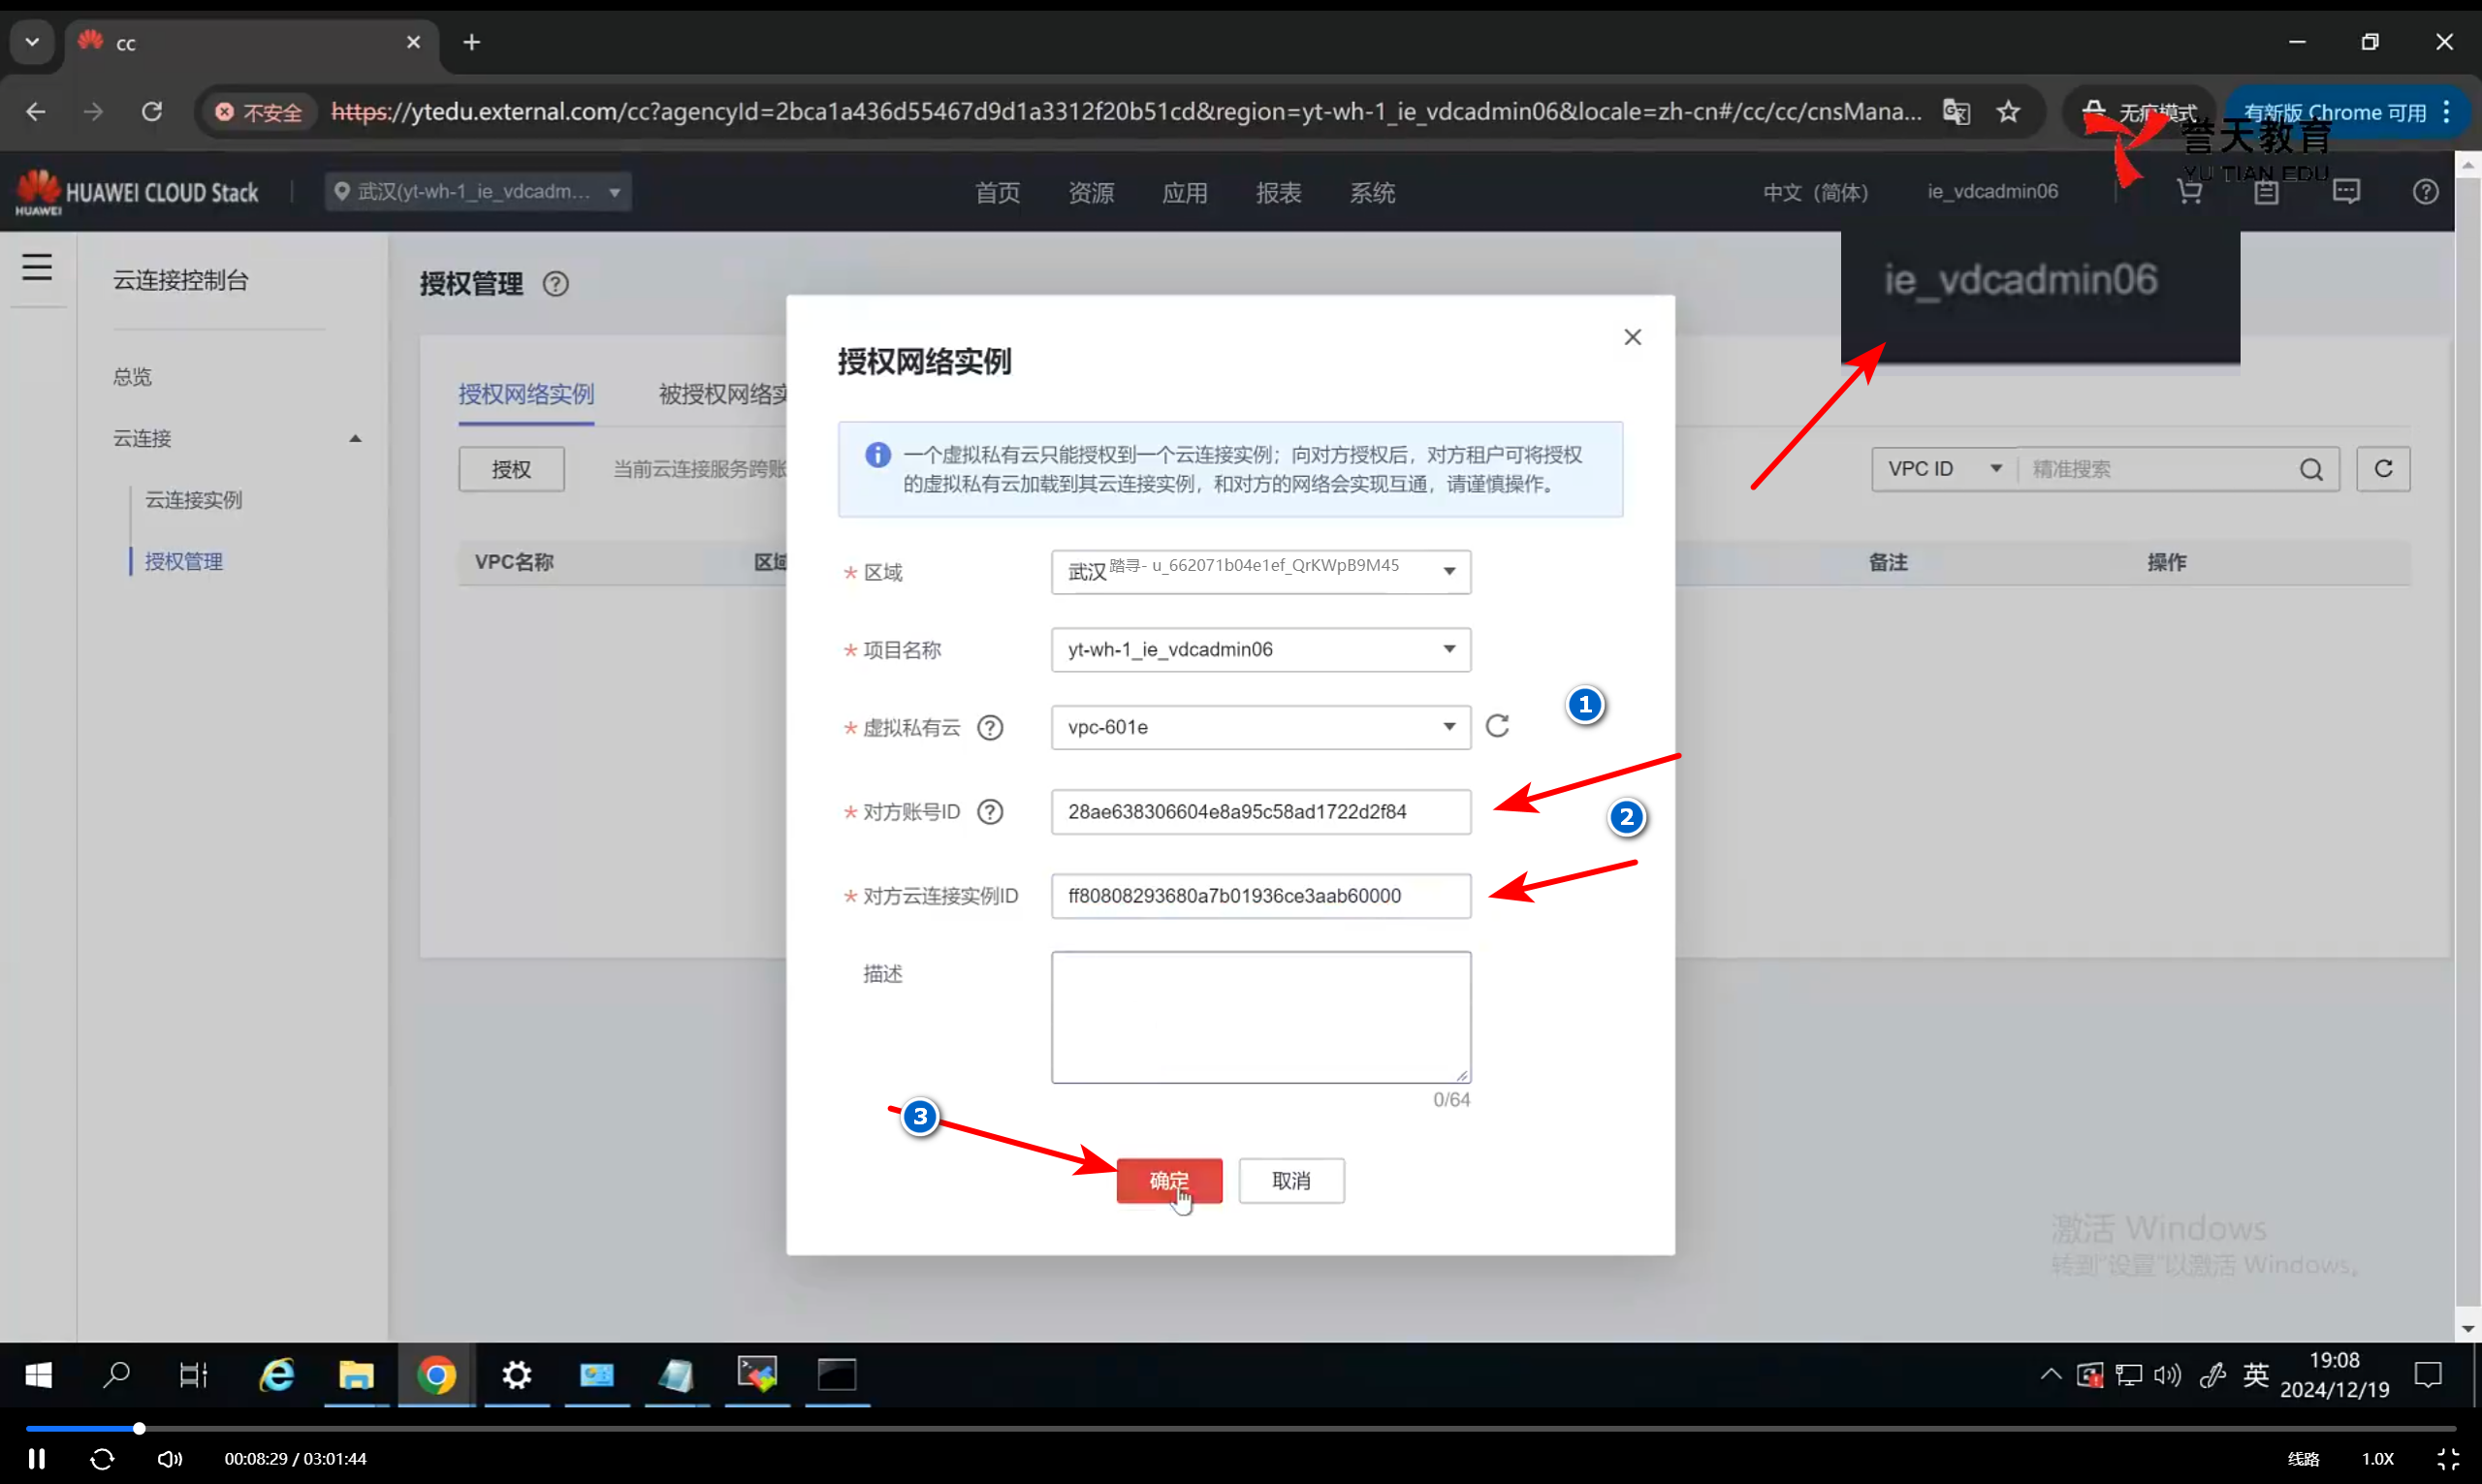 cc
不安全
https://ytedu.external.com/cc?agencyId=2bca1a436d55467d9d1a3312f20b51cd&region=yt-wh-1_ie_vdcadmin06&locale=zh-cn#/cc/cc/cnsMana...
无痕模式
有新版 Chrome 可用
誉天教育
YU TIAN EDU
HUAWEI
HUAWEI CLOUD Stack
武汉(yt-wh-1_ie_vdcadm...
首页
资源
应用
报表
系统
中文（简体）
ie_vdcadmin06
ie_vdcadmin06
云连接控制台
总览
云连接
云连接实例
授权管理
授权管理
授权网络实例
被授权网络实
授权
当前云连接服务跨账
VPC ID
精准搜索
VPC名称
区域
备注
操作
授权网络实例
一个虚拟私有云只能授权到一个云连接实例；向对方授权后，对方租户可将授权
的虚拟私有云加载到其云连接实例，和对方的网络会实现互通，请谨慎操作。
* 区域
武汉
踏寻- u_662071b04e1ef_QrKWpB9M45
* 项目名称
yt-wh-1_ie_vdcadmin06
1
* 虚拟私有云
vpc-601e
* 对方账号ID
28ae638306604e8a95c58ad1722d2f84
2
* 对方云连接实例ID
ff80808293680a7b01936ce3aab60000
描述
0/64
3
确定
取消
激活 Windows
转到"设置"以激活 Windows。
英
19:08
2024/12/19
00:08:29 / 03:01:44
线路
1.0X